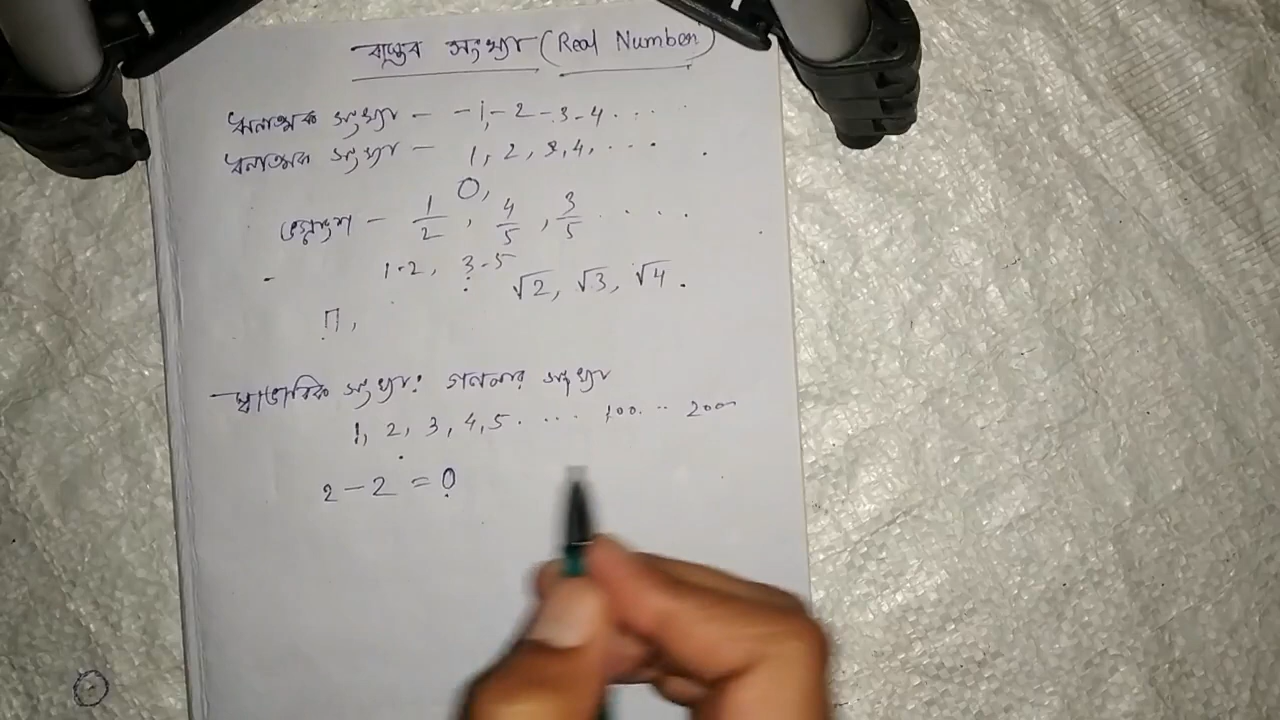 বাস্তব সংখ্যা (Real Number)
ঋনাত্মক সংখ্যা - -1, -2 -3 -4 ...
ধনাত্মক সংখ্যা - 1, 2, 3, 4, ...
0,
ভগ্নাংশ - 1/2, 4/5, 3/5 ....
1.2, 3.5
√2, √3, √4.
π,
স্বাভাবিক সংখ্যা: গননার সংখ্যা
1, 2, 3, 4, 5. ... 100 .. 200
2 - 2 = 0